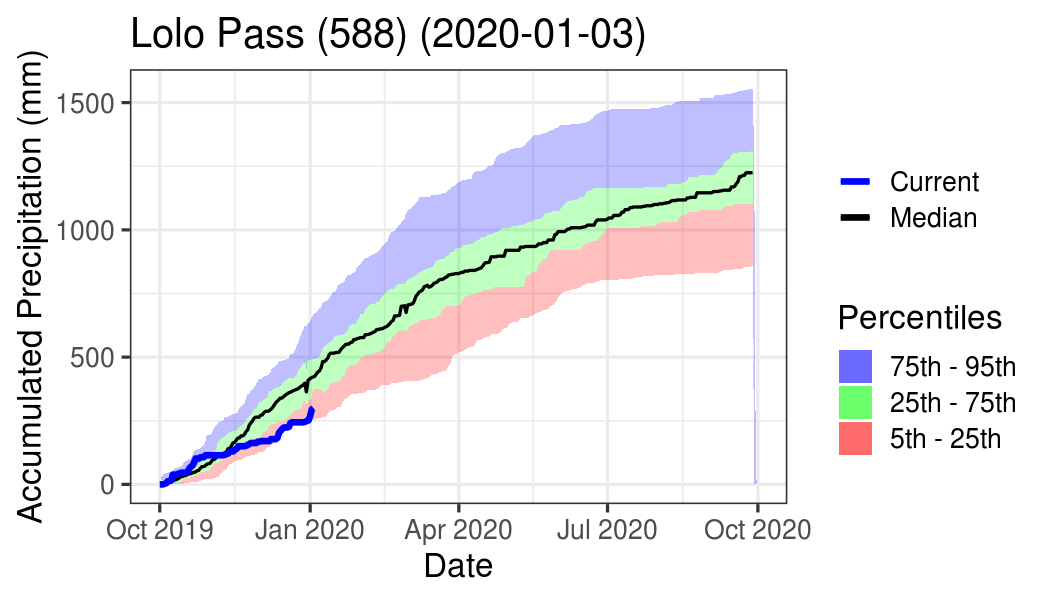 Lolo Pass (588) (2020-01-03)
Accumulated Precipitation (mm)
1500
1000
500
0
Oct 2019
Jan 2020
Apr 2020
Jul 2020
Oct 2020
Date
Current
Median
Percentiles
75th - 95th
25th - 75th
5th - 25th